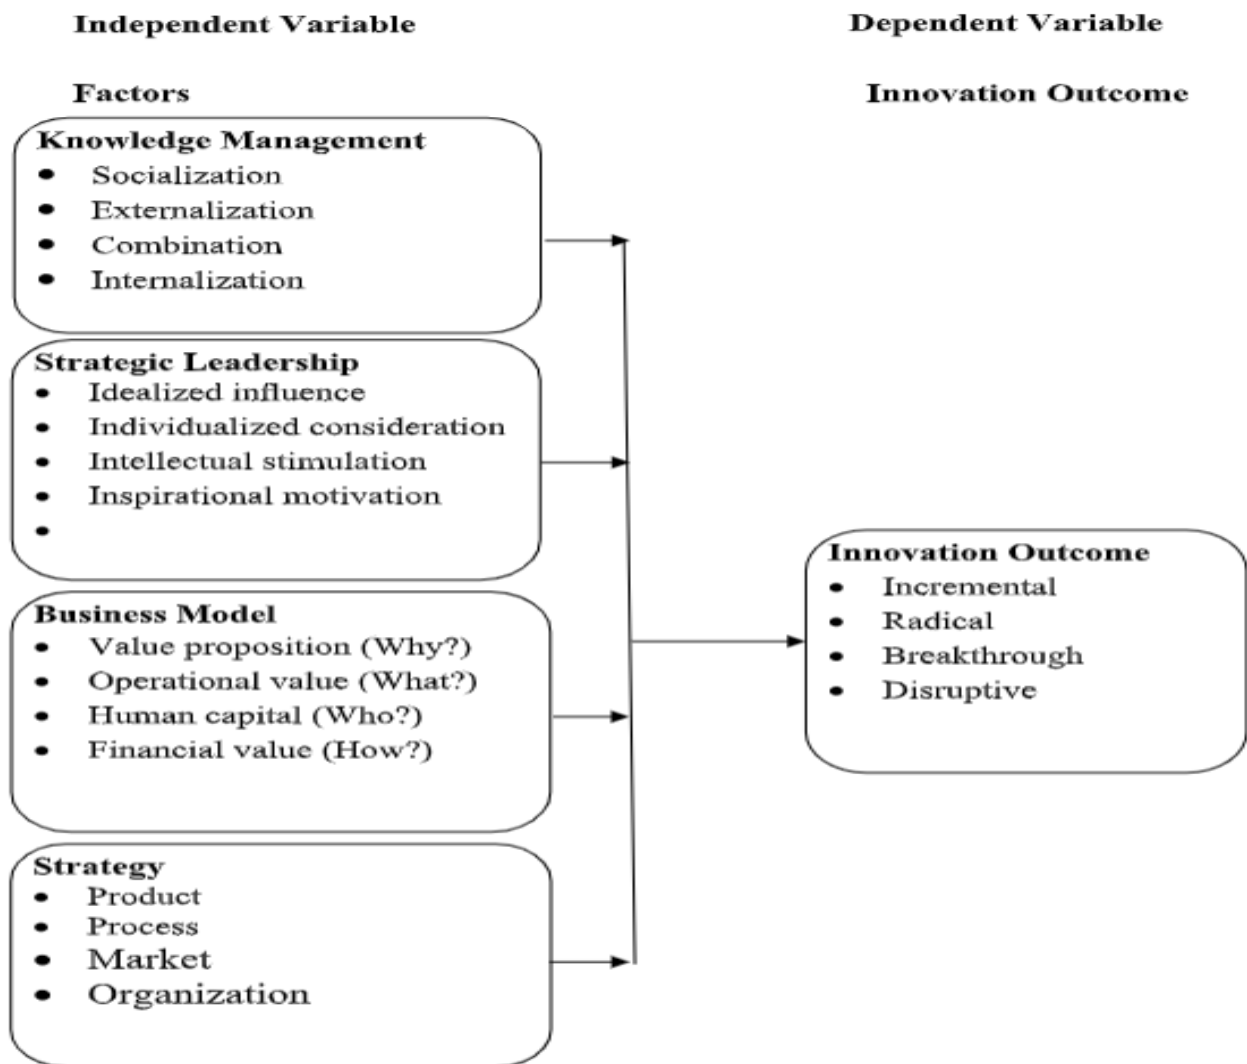 Independent Variable
Dependent Variable
Factors
Innovation Outcome
Knowledge Management
• Socialization
• Externalization
• Combination
• Internalization
Strategic Leadership
• Idealized influence
• Individualized consideration
• Intellectual stimulation
• Inspirational motivation
•
Business Model
• Value proposition (Why?)
• Operational value (What?)
• Human capital (Who?)
• Financial value (How?)
Strategy
• Product
• Process
• Market
• Organization
Innovation Outcome
• Incremental
• Radical
• Breakthrough
• Disruptive